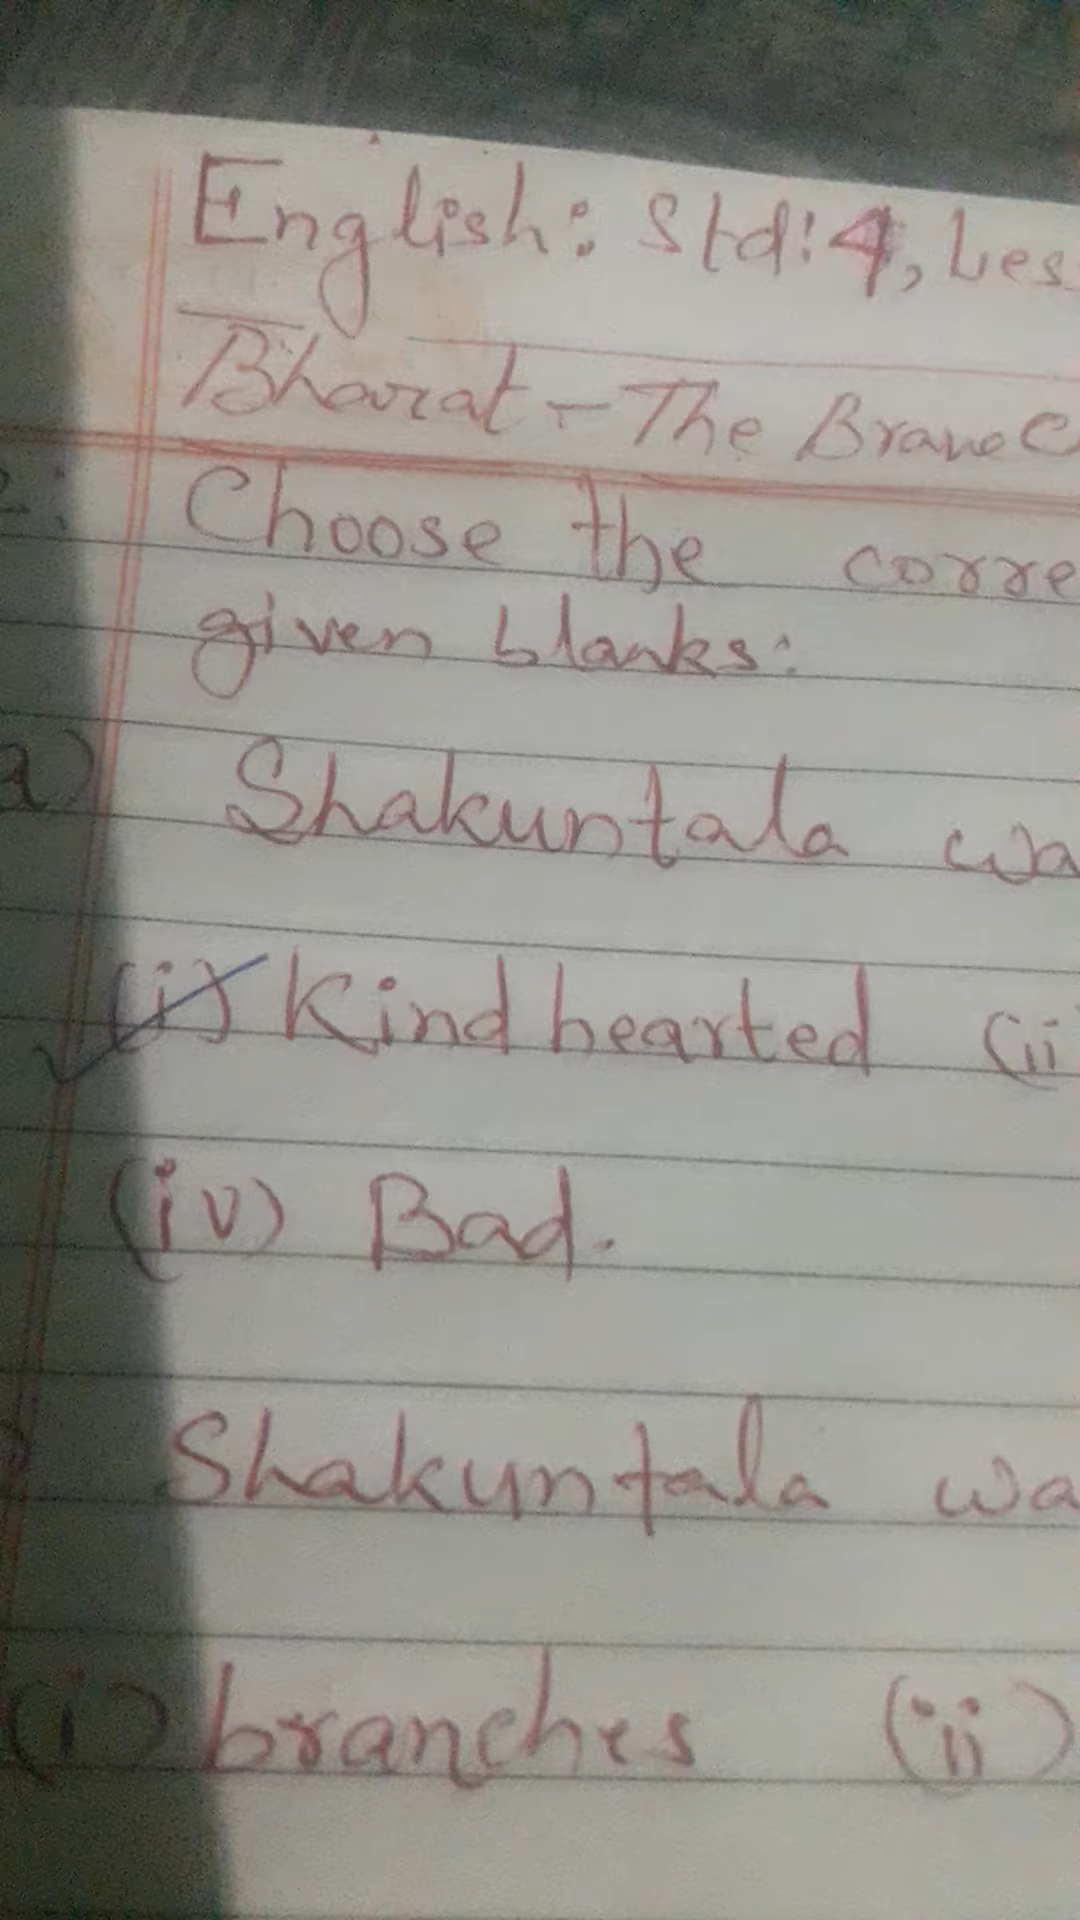 English: Std: 4, Les
Bharat - The Brave C
2: Choose the corre
given blanks:
a) Shakuntala wa
(i) Kind hearted (ii
(iv) Bad.
Shakuntala wa
(i) branches (ii)